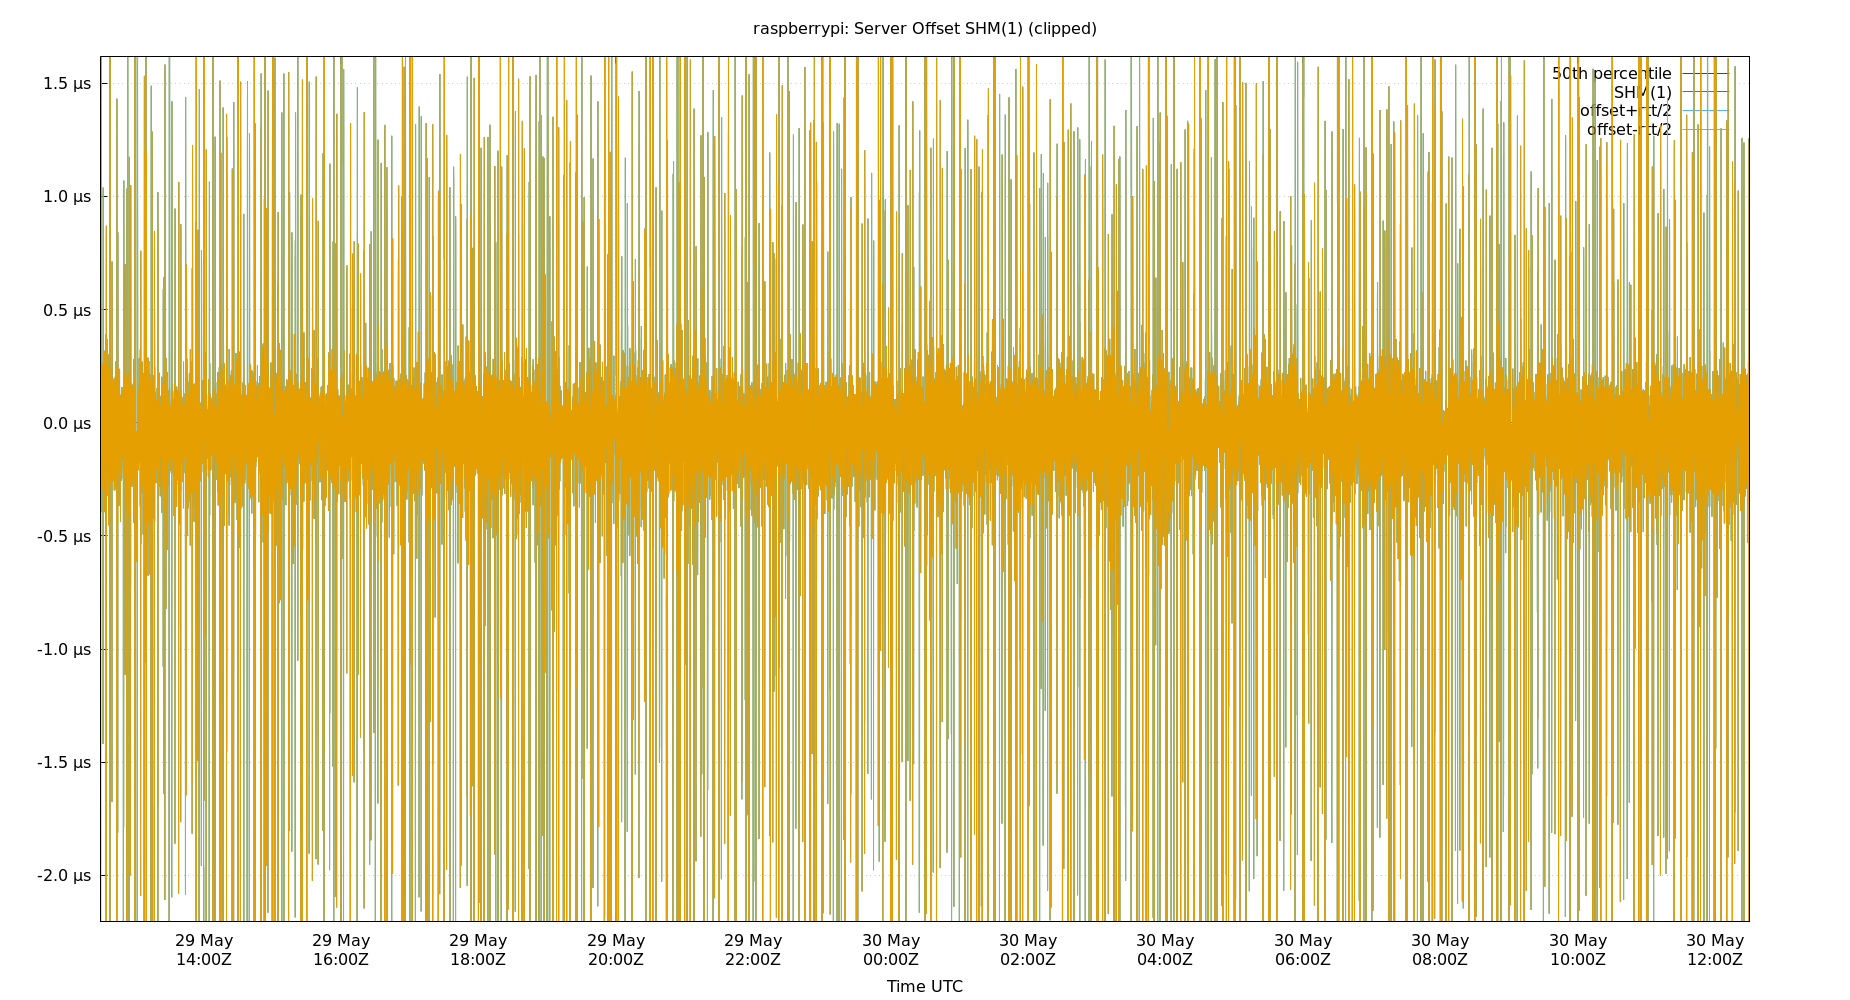 raspberrypi: Server Offset SHM(1) (clipped)
50th percentile
SHM(1)
offset+rtt/2
offset-rtt/2
1.5 µs
1.0 µs
0.5 µs
0.0 µs
-0.5 µs
-1.0 µs
-1.5 µs
-2.0 µs
29 May 29 May 29 May 29 May 29 May 30 May 30 May 30 May 30 May 30 May 30 May 30 May
14:00Z 16:00Z 18:00Z 20:00Z 22:00Z 00:00Z 02:00Z 04:00Z 06:00Z 08:00Z 10:00Z 12:00Z
Time UTC